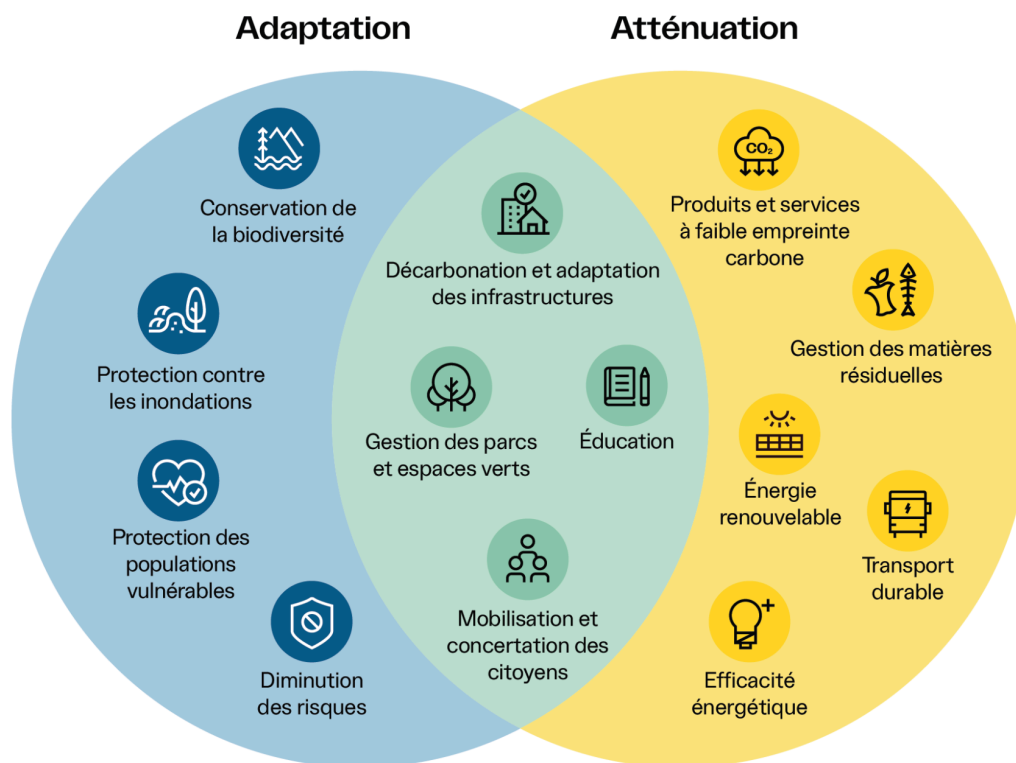 Adaptation
Atténuation
Conservation de
la biodiversité
Protection contre
les inondations
Protection des
populations
vulnérables
Diminution
des risques
Décarbonation et adaptation
des infrastructures
Gestion des parcs
et espaces verts
Éducation
Mobilisation et
concertation des
citoyens
CO₂
Produits et services
à faible empreinte
carbone
Gestion des matières
résiduelles
Énergie
renouvelable
Transport
durable
Efficacité
énergétique